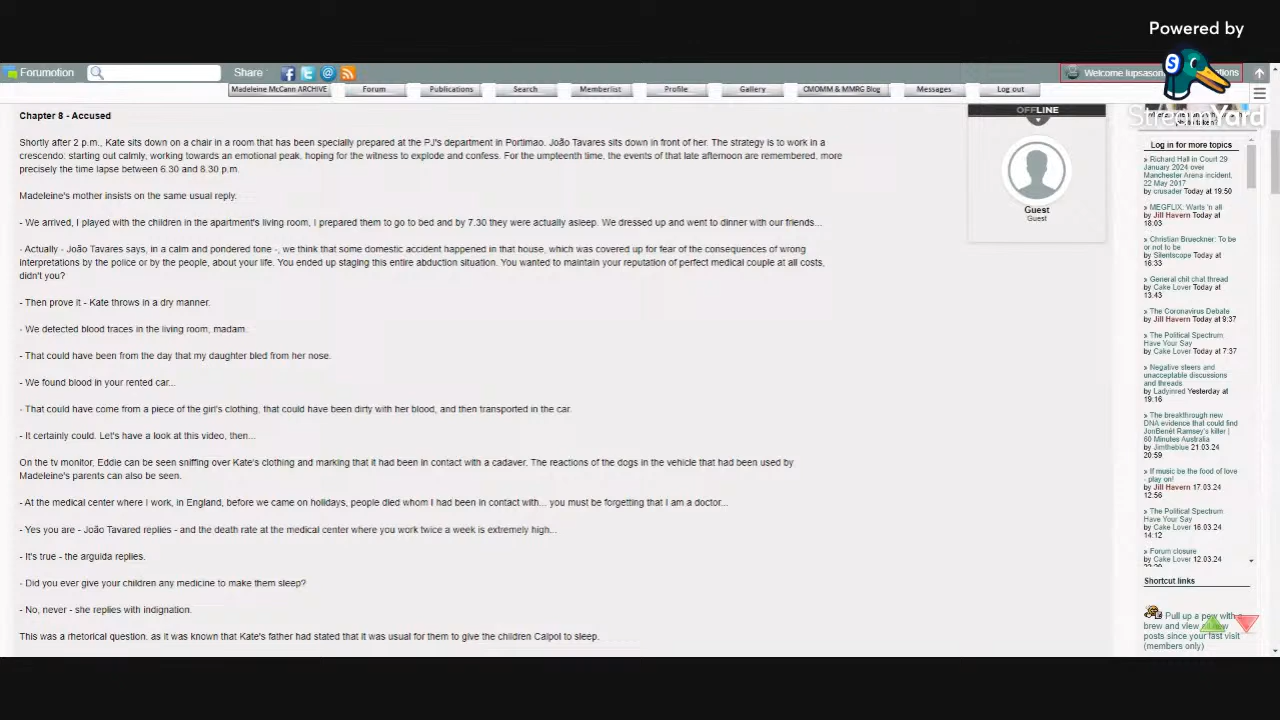 Powered by
Forumotion
Share
Welcome lupsason
StreamYard
Madeleine McCann ARCHIVE
Forum
Publications
Search
Memberlist
Profile
Gallery
CMOMM & MMRG Blog
Messages
Log out
Chapter 8 - Accused
Shortly after 2 p.m., Kate sits down on a chair in a room that has been specially prepared at the PJ's department in Portimao. João Tavares sits down in front of her. The strategy is to work in a
crescendo: starting out calmly, working towards an emotional peak, hoping for the witness to explode and confess. For the umpteenth time, the events of that late afternoon are remembered, more
precisely the time lapse between 6.30 and 8.30 p.m.
Madeleine's mother insists on the same usual reply.
- We arrived, I played with the children in the apartment's living room, I prepared them to go to bed and by 7.30 they were actually asleep. We dressed up and went to dinner with our friends...
- Actually - João Tavares says, in a calm and pondered tone -, we think that some domestic accident happened in that house, which was covered up for fear of the consequences of wrong
interpretations by the police or by the people, about your life. You ended up staging this entire abduction situation. You wanted to maintain your reputation of perfect medical couple at all costs,
didn't you?
- Then prove it - Kate throws in a dry manner.
- We detected blood traces in the living room, madam.
- That could have been from the day that my daughter bled from her nose.
- We found blood in your rented car...
- That could have come from a piece of the girl's clothing, that could have been dirty with her blood, and then transported in the car.
- It certainly could. Let's have a look at this video, then...
On the tv monitor, Eddie can be seen sniffing over Kate's clothing and marking that it had been in contact with a cadaver. The reactions of the dogs in the vehicle that had been used by
Madeleine's parents can also be seen.
- At the medical center where I work, in England, before we came on holidays, people died whom I had been in contact with... you must be forgetting that I am a doctor...
- Yes you are - João Tavared replies - and the death rate at the medical center where you work twice a week is extremely high...
- It's true - the arguida replies.
- Did you ever give your children any medicine to make them sleep?
- No, never - she replies with indignation.
This was a rhetorical question. as it was known that Kate's father had stated that it was usual for them to give the children Calpol to sleep.
OFFLINE
Guest
Guest
Log in for more topics
» Richard Hall in Court 29
January 2024 over
Manchester Arena incident,
22 May 2017
by crusader Today at 19:50
» MEGFLIX: Warts 'n all
by Jill Havern Today at
18:03
» Christian Brueckner: To be
or not to be
by Silentscope Today at
16:33
» General chit chat thread
by Cake Lover Today at
13:43
» The Coronavirus Debate
by Jill Havern Today at 9:37
» The Political Spectrum
Have Your Say
by Cake Lover Today at 7:37
» Negative steers and
unacceptable discussions
and threads
by Ladyinred Yesterday at
19:16
» The breakthrough new
DNA evidence that could find
JonBenét Ramsey's killer |
60 Minutes Australia
by Jimtheblue 21.03.24
20:59
» If music be the food of love
- play on!
by Jill Havern 17.03.24
12:56
» The Political Spectrum
Have Your Say
by Cake Lover 16.03.24
14:12
» Forum closure
by Cake Lover 12.03.24
Shortcut links
Pull up a pew with a
brew and view all new
posts since your last visit
(members only)